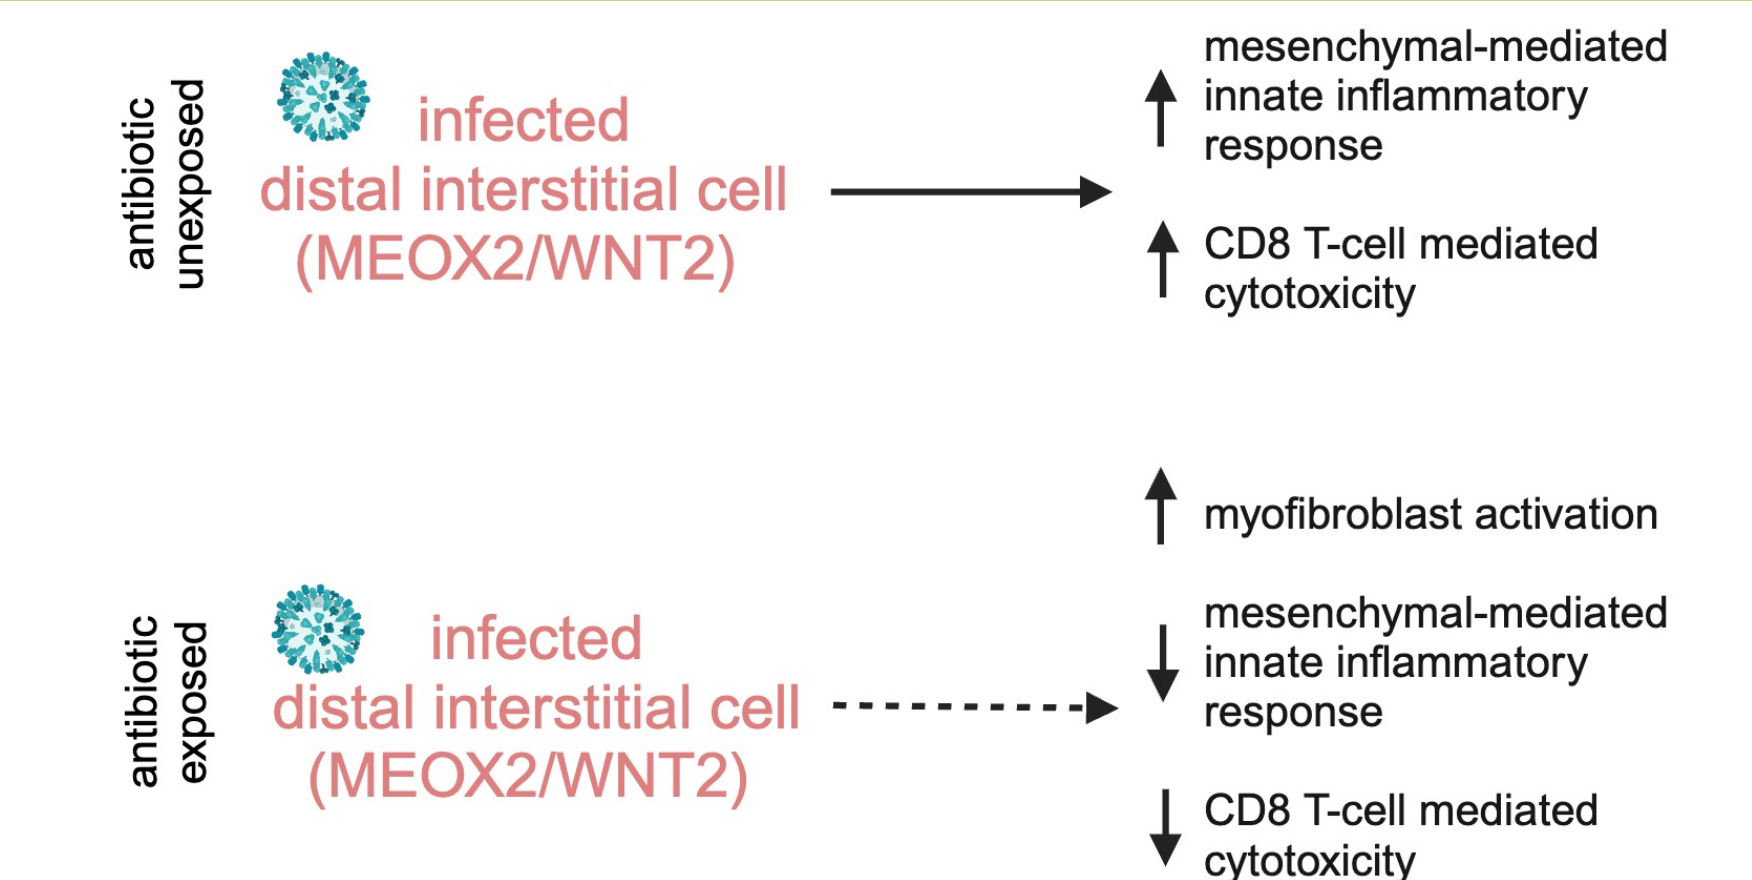 antibiotic
unexposed
infected
distal interstitial cell
(MEOX2/WNT2)
mesenchymal-mediated
innate inflammatory
response
CD8 T-cell mediated
cytotoxicity
antibiotic
exposed
infected
distal interstitial cell
(MEOX2/WNT2)
myofibroblast activation
mesenchymal-mediated
innate inflammatory
response
CD8 T-cell mediated
cytotoxicity